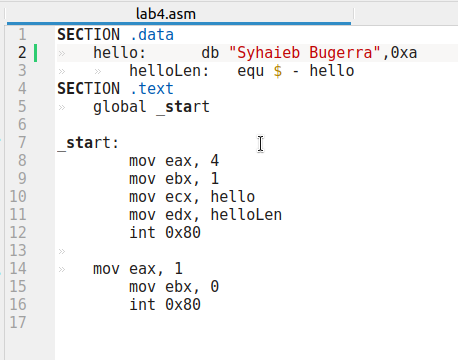 lab4.asm
1 SECTION .data
2 » hello: db "Syhaieb Bugerra",0xa
3 » » helloLen: equ $ - hello
4 SECTION .text
5 » global _start
6
7 _start:
8 mov eax, 4
9 mov ebx, 1
10 mov ecx, hello
11 mov edx, helloLen
12 int 0x80
13 »
14 » mov eax, 1
15 mov ebx, 0
16 int 0x80
17